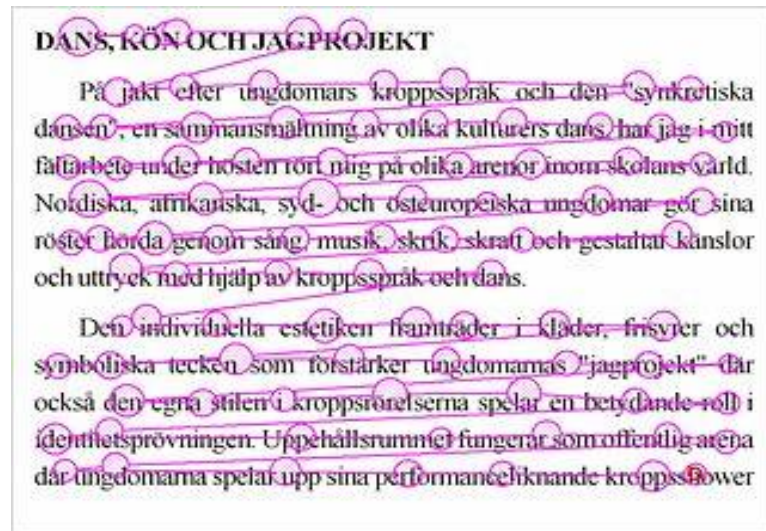 DANS, KÖN OCH JAGPROJEKT
På jakt efter ungdomars kroppsspråk och den "synkretiska
dansen", en sammansmältning av olika kulturers dans, har jag i mitt
fältarbete under hösten rört mig på olika arenor inom skolans värld.
Nordiska, afrikanska, syd- och östeuropeiska ungdomar gör sina
röster hörda genom sång, musik, skrik, skratt och gestaltar känslor
och uttryck med hjälp av kroppsspråk och dans.
Den individuella estetiken framträder i kläder, frisyrer och
symboliska tecken som förstärker ungdomarnas "jagprojekt" där
också den egna stilen i kroppsrörelserna spelar en betydande roll i
identitetsprövningen. Uppehållsrummet fungerar som offentlig arena
där ungdomarna spelar upp sina performanceliknande kroppsshower